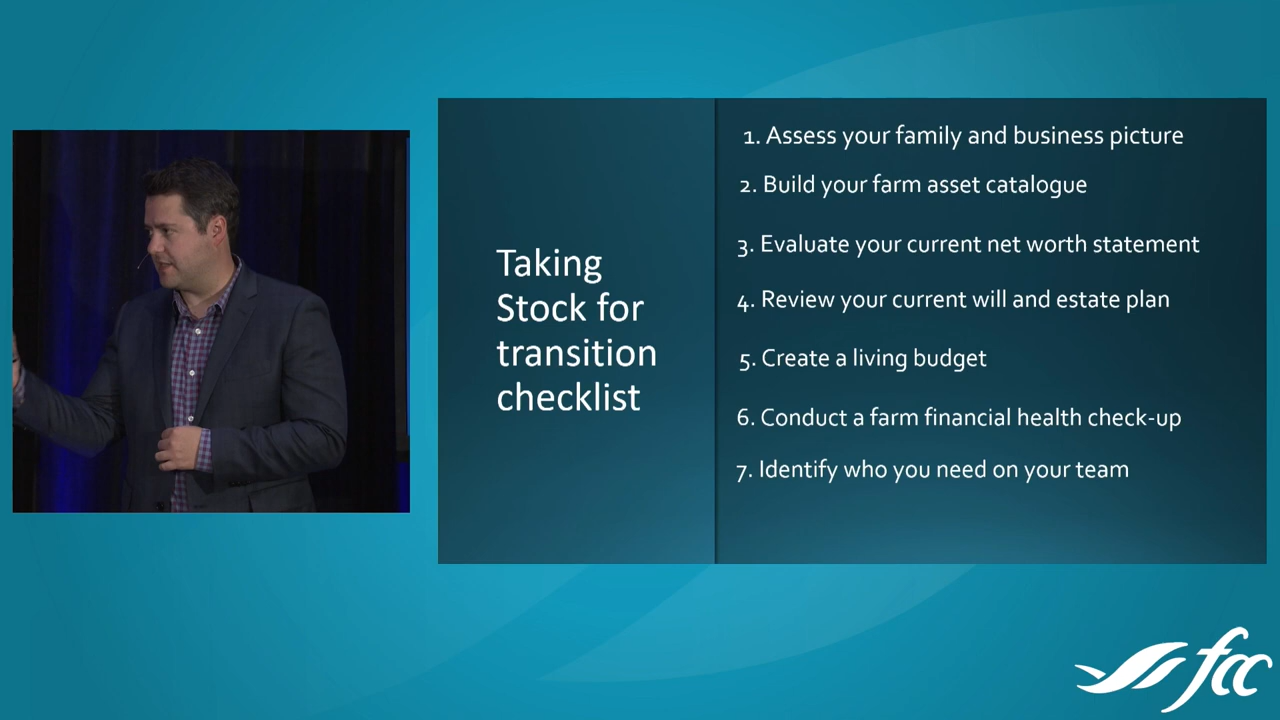 Taking
Stock for
transition
checklist
1. Assess your family and business picture
2. Build your farm asset catalogue
3. Evaluate your current net worth statement
4. Review your current will and estate plan
5. Create a living budget
6. Conduct a farm financial health check-up
7. Identify who you need on your team
fcc